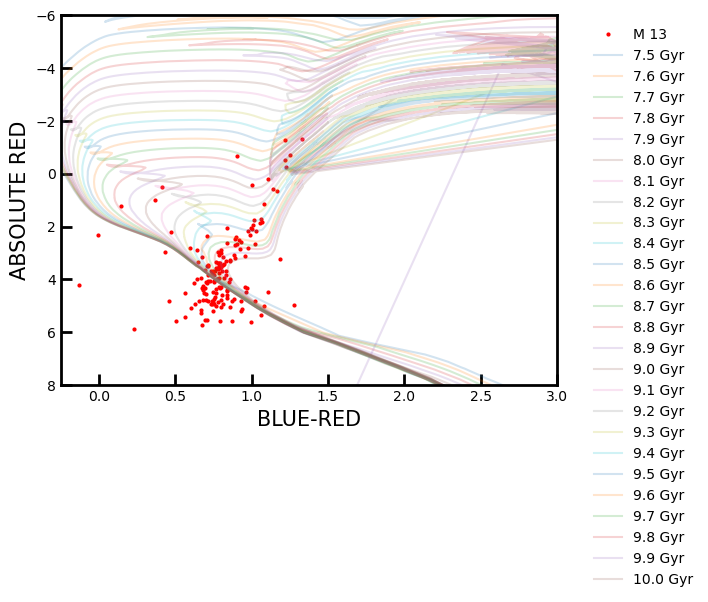 −6
−4
−2
0
2
4
6
8
ABSOLUTE RED
0.0 0.5 1.0 1.5 2.0 2.5 3.0
BLUE-RED
M 13
7.5 Gyr
7.6 Gyr
7.7 Gyr
7.8 Gyr
7.9 Gyr
8.0 Gyr
8.1 Gyr
8.2 Gyr
8.3 Gyr
8.4 Gyr
8.5 Gyr
8.6 Gyr
8.7 Gyr
8.8 Gyr
8.9 Gyr
9.0 Gyr
9.1 Gyr
9.2 Gyr
9.3 Gyr
9.4 Gyr
9.5 Gyr
9.6 Gyr
9.7 Gyr
9.8 Gyr
9.9 Gyr
10.0 Gyr